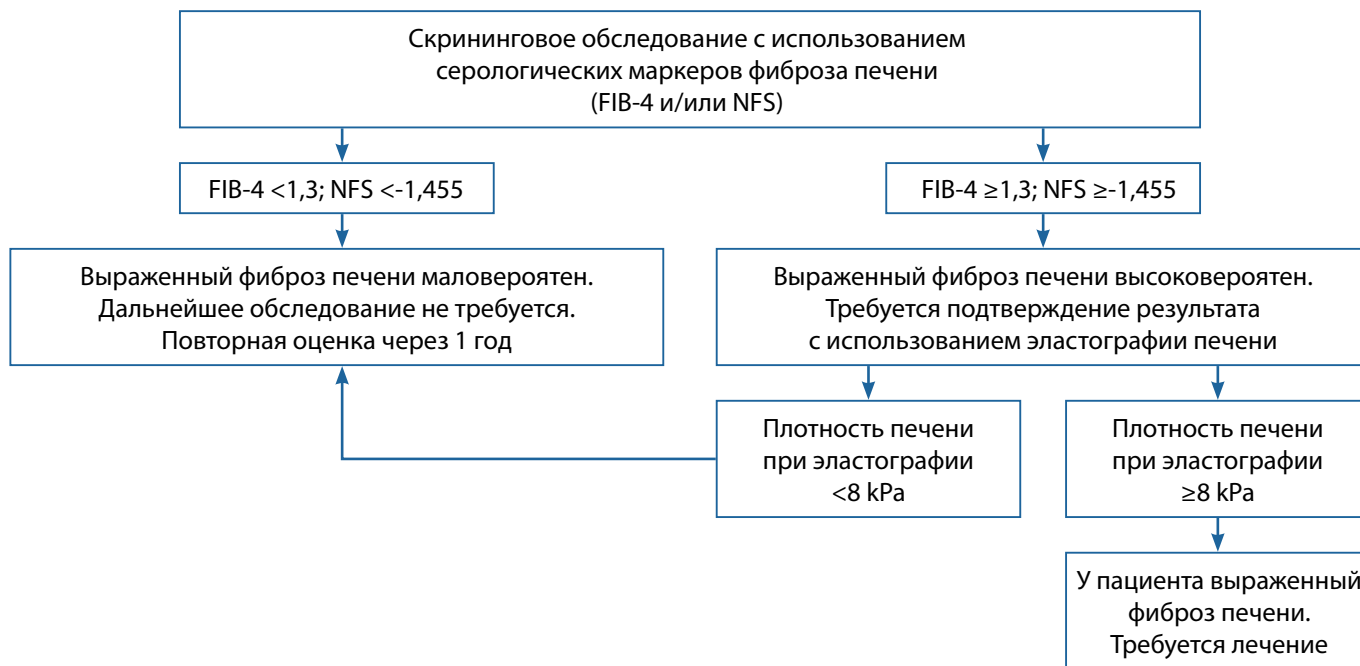 Скрининговое обследование с использованием
серологических маркеров фиброза печени
(FIB-4 и/или NFS)
FIB-4 <1,3; NFS <-1,455
FIB-4 ≥1,3; NFS ≥-1,455
Выраженный фиброз печени маловероятен.
Дальнейшее обследование не требуется.
Повторная оценка через 1 год
Выраженный фиброз печени высоковероятен.
Требуется подтверждение результата
с использованием эластографии печени
Плотность печени
при эластографии
<8 kPa
Плотность печени
при эластографии
≥8 kPa
У пациента выраженный
фиброз печени.
Требуется лечение